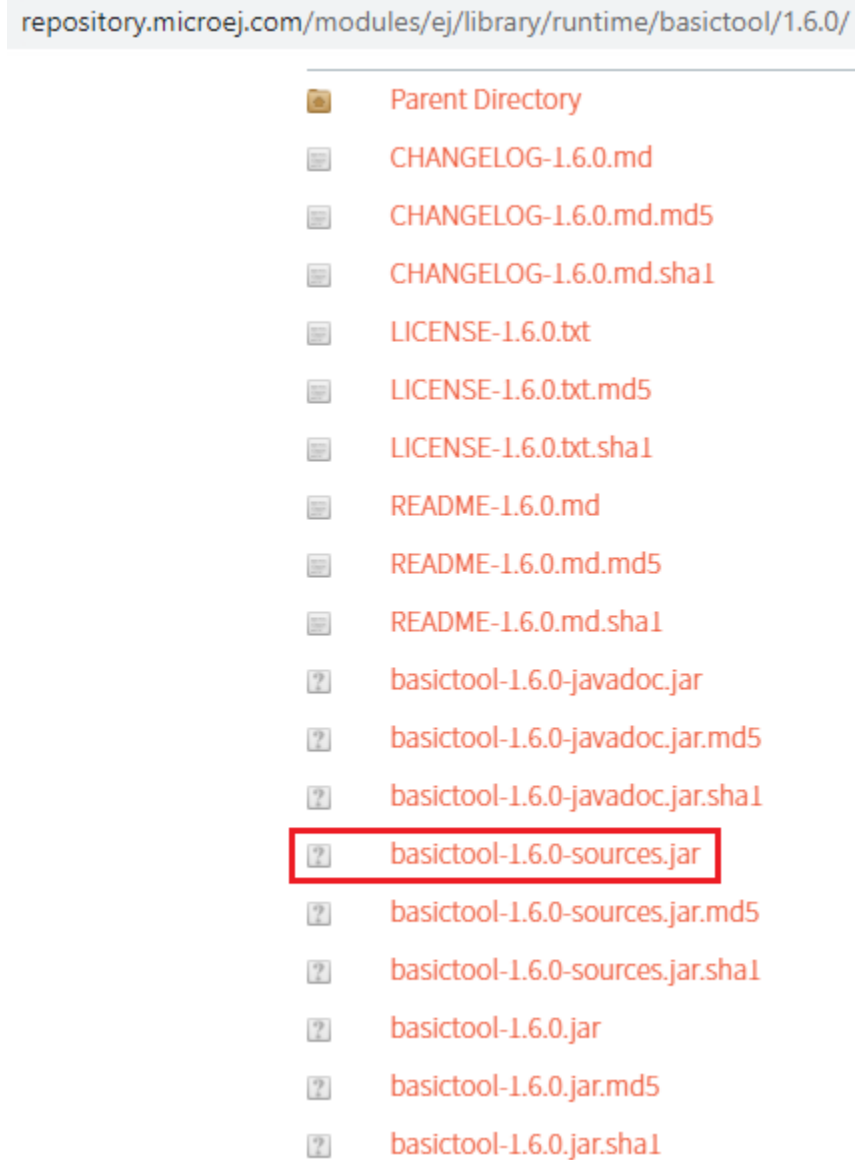 repository.microej.com/modules/ej/library/runtime/basictool/1.6.0/
Parent Directory
CHANGELOG-1.6.0.md
CHANGELOG-1.6.0.md.md5
CHANGELOG-1.6.0.md.sha1
LICENSE-1.6.0.txt
LICENSE-1.6.0.txt.md5
LICENSE-1.6.0.txt.sha1
README-1.6.0.md
README-1.6.0.md.md5
README-1.6.0.md.sha1
basictool-1.6.0-javadoc.jar
basictool-1.6.0-javadoc.jar.md5
basictool-1.6.0-javadoc.jar.sha1
basictool-1.6.0-sources.jar
basictool-1.6.0-sources.jar.md5
basictool-1.6.0-sources.jar.sha1
basictool-1.6.0.jar
basictool-1.6.0.jar.md5
basictool-1.6.0.jar.sha1